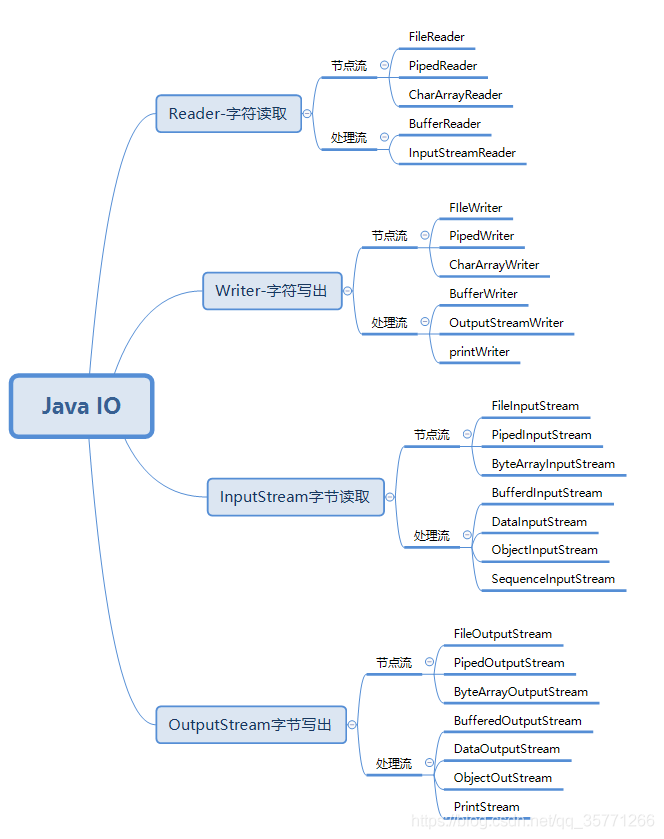 Java IO
Reader-字符读取
节点流
FileReader
PipedReader
CharArrayReader
处理流
BufferReader
InputStreamReader
Writer-字符写出
节点流
FIleWriter
PipedWriter
CharArrayWriter
处理流
BufferWriter
OutputStreamWriter
printWriter
InputStream字节读取
节点流
FileInputStream
PipedInputStream
ByteArrayInputStream
处理流
BufferdInputStream
DataInputStream
ObjectInputStream
SequenceInputStream
OutputStream字节写出
节点流
FileOutputStream
PipedOutputStream
ByteArrayOutputStream
处理流
BufferedOutputStream
DataOutputStream
ObjectOutStream
PrintStream
https://blog.csdn.net/qq_35771266